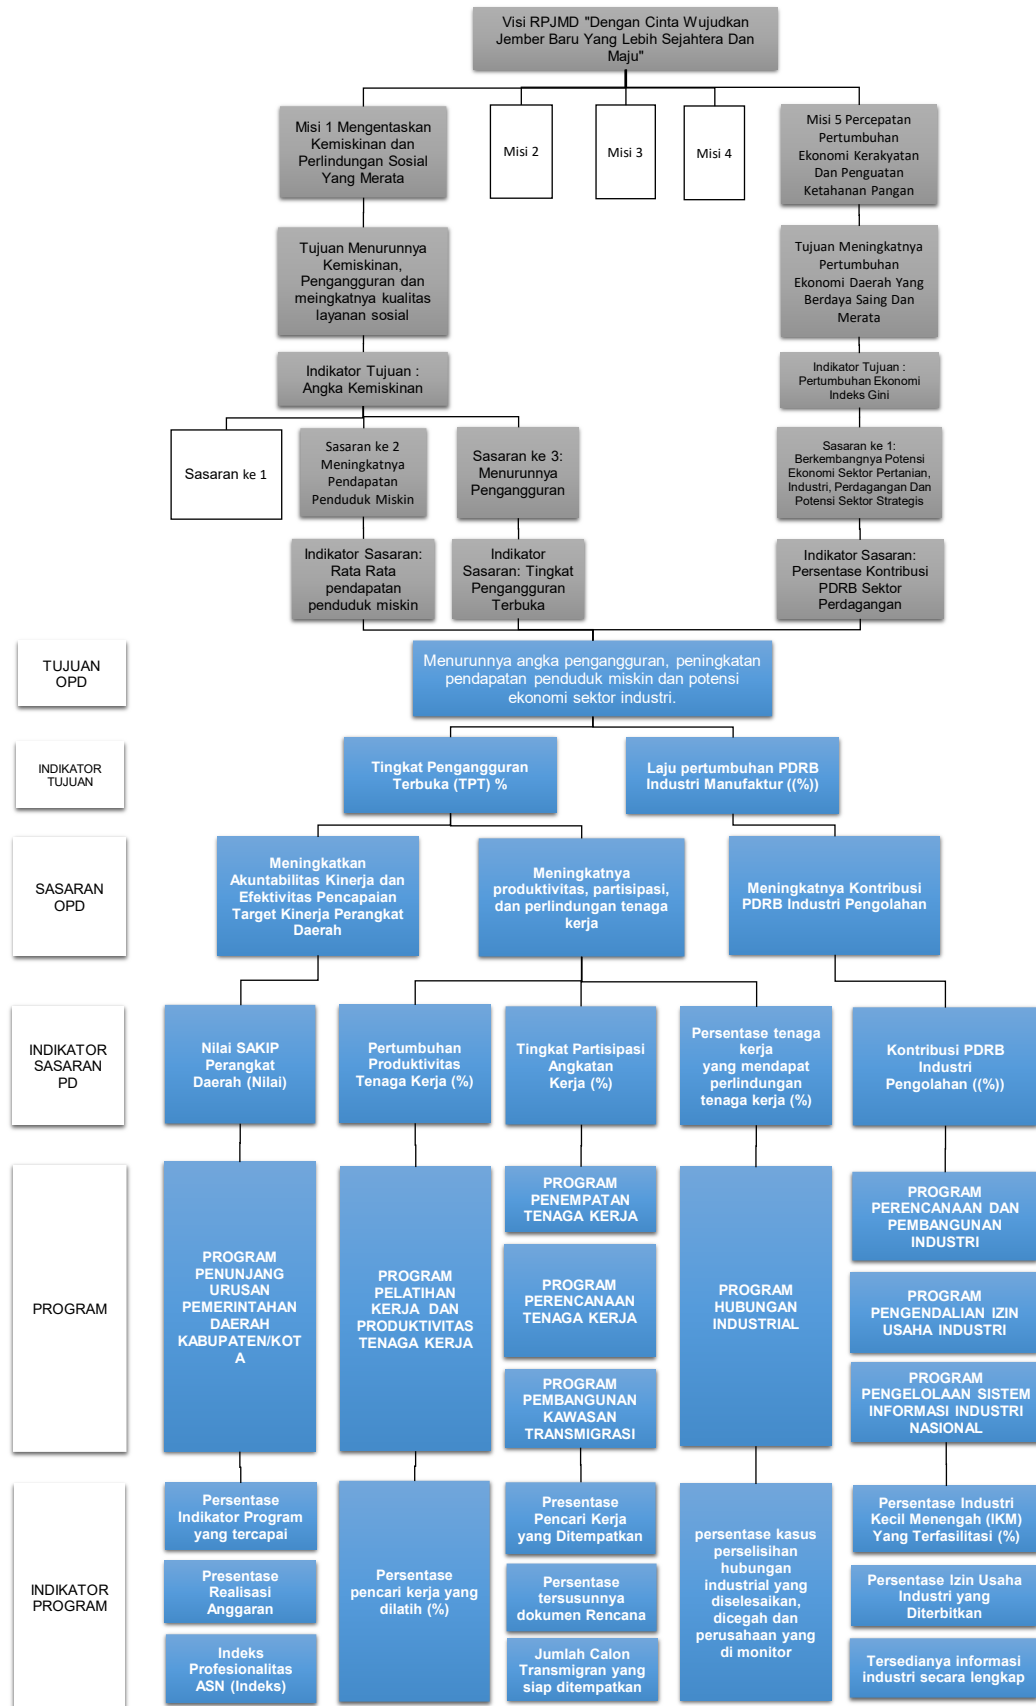 Visi RPJMD "Dengan Cinta Wujudkan
Jember Baru Yang Lebih Sejahtera Dan
Maju"
Misi 1 Mengentaskan
Kemiskinan dan
Perlindungan Sosial
Yang Merata
Misi 2
Misi 3
Misi 4
Misi 5 Percepatan
Pertumbuhan
Ekonomi Kerakyatan
Dan Penguatan
Ketahanan Pangan
Tujuan Menurunnya
Kemiskinan,
Pengangguran dan
meingkatnya kualitas
layanan sosial
Tujuan Meningkatnya
Pertumbuhan
Ekonomi Daerah Yang
Berdaya Saing Dan
Merata
Indikator Tujuan :
Angka Kemiskinan
Indikator Tujuan :
Pertumbuhan Ekonomi
Indeks Gini
Sasaran ke 1
Sasaran ke 2
Meningkatnya
Pendapatan
Penduduk Miskin
Sasaran ke 3:
Menurunnya
Pengangguran
Sasaran ke 1:
Berkembangnya Potensi
Ekonomi Sektor Pertanian,
Industri, Perdagangan Dan
Potensi Sektor Strategis
Indikator Sasaran:
Rata Rata
pendapatan
penduduk miskin
Indikator
Sasaran: Tingkat
Pengangguran
Terbuka
Indikator Sasaran:
Persentase Kontribusi
PDRB Sektor
Perdagangan
TUJUAN
OPD
Menurunnya angka pengangguran, peningkatan
pendapatan penduduk miskin dan potensi
ekonomi sektor industri.
INDIKATOR
TUJUAN
Tingkat Pengangguran
Terbuka (TPT) %
Laju pertumbuhan PDRB
Industri Manufaktur ((%))
SASARAN
OPD
Meningkatkan
Akuntabilitas Kinerja dan
Efektivitas Pencapaian
Target Kinerja Perangkat
Daerah
Meningkatnya
produktivitas, partisipasi,
dan perlindungan tenaga
kerja
Meningkatnya Kontribusi
PDRB Industri Pengolahan
INDIKATOR
SASARAN
PD
Nilai SAKIP
Perangkat
Daerah (Nilai)
Pertumbuhan
Produktivitas
Tenaga Kerja (%)
Tingkat Partisipasi
Angkatan
Kerja (%)
Persentase tenaga
kerja
yang mendapat
perlindungan
tenaga kerja (%)
Kontribusi PDRB
Industri
Pengolahan ((%))
PROGRAM
PROGRAM
PENUNJANG
URUSAN
PEMERINTAHAN
DAERAH
KABUPATEN/KOT
A
PROGRAM
PELATIHAN
KERJA DAN
PRODUKTIVITAS
TENAGA KERJA
PROGRAM
PENEMPATAN
TENAGA KERJA
PROGRAM
PERENCANAAN
TENAGA KERJA
PROGRAM
PEMBANGUNAN
KAWASAN
TRANSMIGRASI
PROGRAM
HUBUNGAN
INDUSTRIAL
PROGRAM
PERENCANAAN DAN
PEMBANGUNAN
INDUSTRI
PROGRAM
PENGENDALIAN IZIN
USAHA INDUSTRI
PROGRAM
PENGELOLAAN SISTEM
INFORMASI INDUSTRI
NASIONAL
INDIKATOR
PROGRAM
Persentase
Indikator Program
yang tercapai
Presentase
Realisasi
Anggaran
Indeks
Profesionalitas
ASN (Indeks)
Persentase
pencari kerja yang
dilatih (%)
Presentase
Pencari Kerja
yang Ditempatkan
Persentase
tersusunnya
dokumen Rencana
Jumlah Calon
Transmigran yang
siap ditempatkan
persentase kasus
perselisihan
hubungan
industrial yang
diselesaikan,
dicegah dan
perusahaan yang
di monitor
Persentase Industri
Kecil Menengah (IKM)
Yang Terfasilitasi (%)
Persentase Izin Usaha
Industri yang
Diterbitkan
Tersedianya informasi
industri secara lengkap